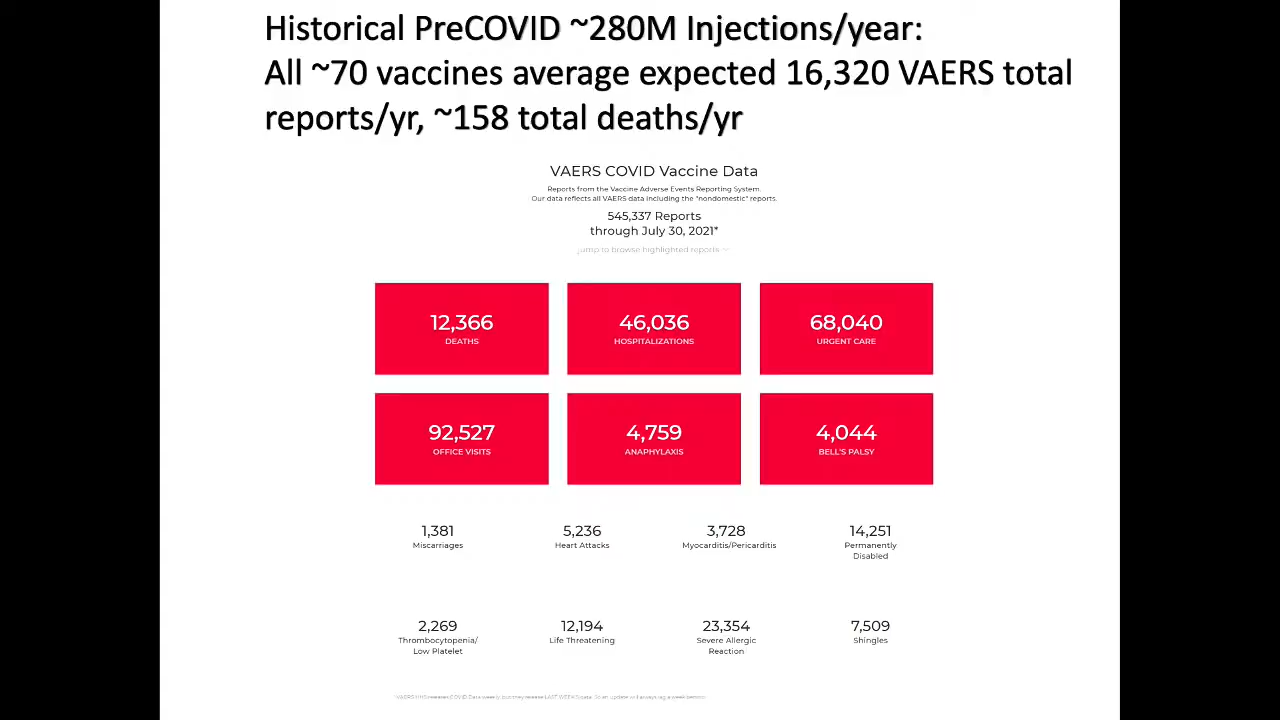 Historical PreCOVID ~280M Injections/year:
All ~70 vaccines average expected 16,320 VAERS total
reports/yr, ~158 total deaths/yr
VAERS COVID Vaccine Data
Reports from the Vaccine Adverse Events Reporting System.
Our data reflects all VAERS data including the "nondomestic" reports.
545,337 Reports
through July 30, 2021*
jump to browse highlighted reports
12,366
DEATHS
46,036
HOSPITALIZATIONS
68,040
URGENT CARE
92,527
OFFICE VISITS
4,759
ANAPHYLAXIS
4,044
BELL'S PALSY
1,381
Miscarriages
5,236
Heart Attacks
3,728
Myocarditis/Pericarditis
14,251
Permanently
Disabled
2,269
Thrombocytopenia/
Low Platelet
12,194
Life Threatening
23,354
Severe Allergic
Reaction
7,509
Shingles